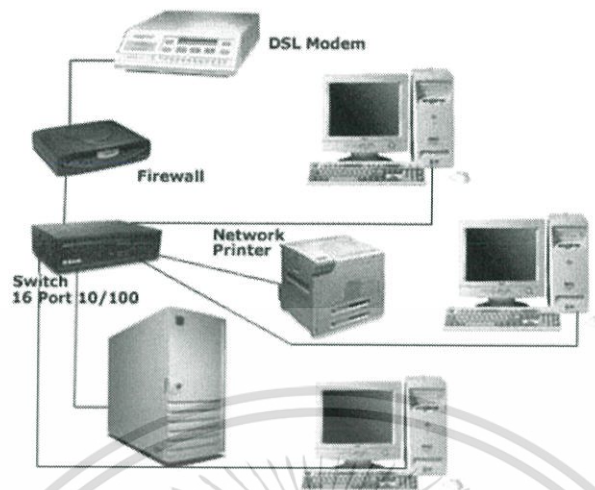 DSL Modem
Firewall
Network
Printer
Switch
16 Port 10/100